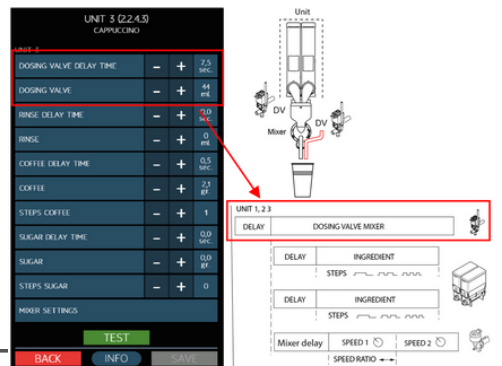 UNIT 3 (2.2.4.3)
CAPPUCCINO
UNIT 3
DOSING VALVE DELAY TIME - + 7,5 sec.
DOSING VALVE - + 44 ml
RINSE DELAY TIME - + 0,0 sec.
RINSE - + 0 ml
COFFEE DELAY TIME - + 0,5 sec.
COFFEE - + 2,1 gr
STEPS COFFEE - + 1
SUGAR DELAY TIME - + 0,0 sec.
SUGAR - + 0,0 gr
STEPS SUGAR - + 0
MIXER SETTINGS
TEST
BACK INFO SAVE
Unit
DV
DV
Mixer
UNIT 1, 2 3
DELAY DOSING VALVE MIXER
DELAY INGREDIENT
STEPS
DELAY INGREDIENT
STEPS
Mixer delay SPEED 1 SPEED 2
SPEED RATIO